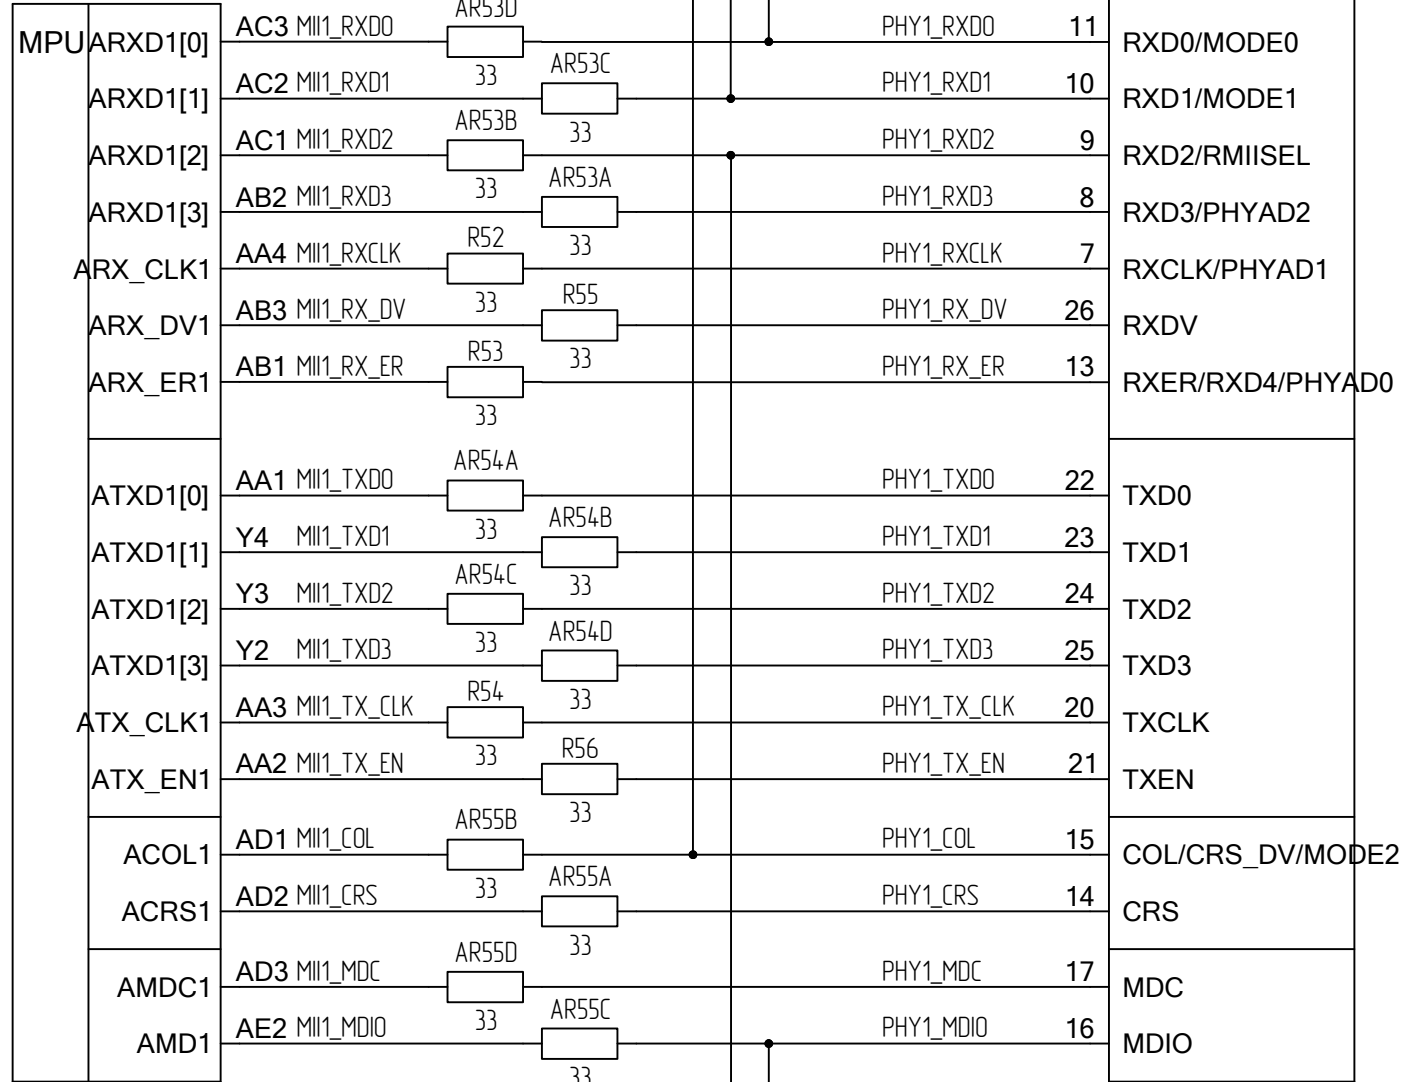 AR53D
MPU ARXD1[0] AC3 MII1_RXD0 33 PHY1_RXD0 11 RXD0/MODE0
AR53C
ARXD1[1] AC2 MII1_RXD1 33 PHY1_RXD1 10 RXD1/MODE1
AR53B
ARXD1[2] AC1 MII1_RXD2 33 PHY1_RXD2 9 RXD2/RMIISEL
AR53A
ARXD1[3] AB2 MII1_RXD3 33 PHY1_RXD3 8 RXD3/PHYAD2
R52
ARX_CLK1 AA4 MII1_RXCLK 33 PHY1_RXCLK 7 RXCLK/PHYAD1
R55
ARX_DV1 AB3 MII1_RX_DV 33 PHY1_RX_DV 26 RXDV
R53
ARX_ER1 AB1 MII1_RX_ER 33 PHY1_RX_ER 13 RXER/RXD4/PHYAD0
AR54A
ATXD1[0] AA1 MII1_TXD0 33 PHY1_TXD0 22 TXD0
AR54B
ATXD1[1] Y4 MII1_TXD1 33 PHY1_TXD1 23 TXD1
AR54C
ATXD1[2] Y3 MII1_TXD2 33 PHY1_TXD2 24 TXD2
AR54D
ATXD1[3] Y2 MII1_TXD3 33 PHY1_TXD3 25 TXD3
R54
ATX_CLK1 AA3 MII1_TX_CLK 33 PHY1_TX_CLK 20 TXCLK
R56
ATX_EN1 AA2 MII1_TX_EN 33 PHY1_TX_EN 21 TXEN
AR55B
ACOL1 AD1 MII1_COL 33 PHY1_COL 15 COL/CRS_DV/MODE2
AR55A
ACRS1 AD2 MII1_CRS 33 PHY1_CRS 14 CRS
AR55D
AMDC1 AD3 MII1_MDC 33 PHY1_MDC 17 MDC
AR55C
AMD1 AE2 MII1_MDIO 33 PHY1_MDIO 16 MDIO